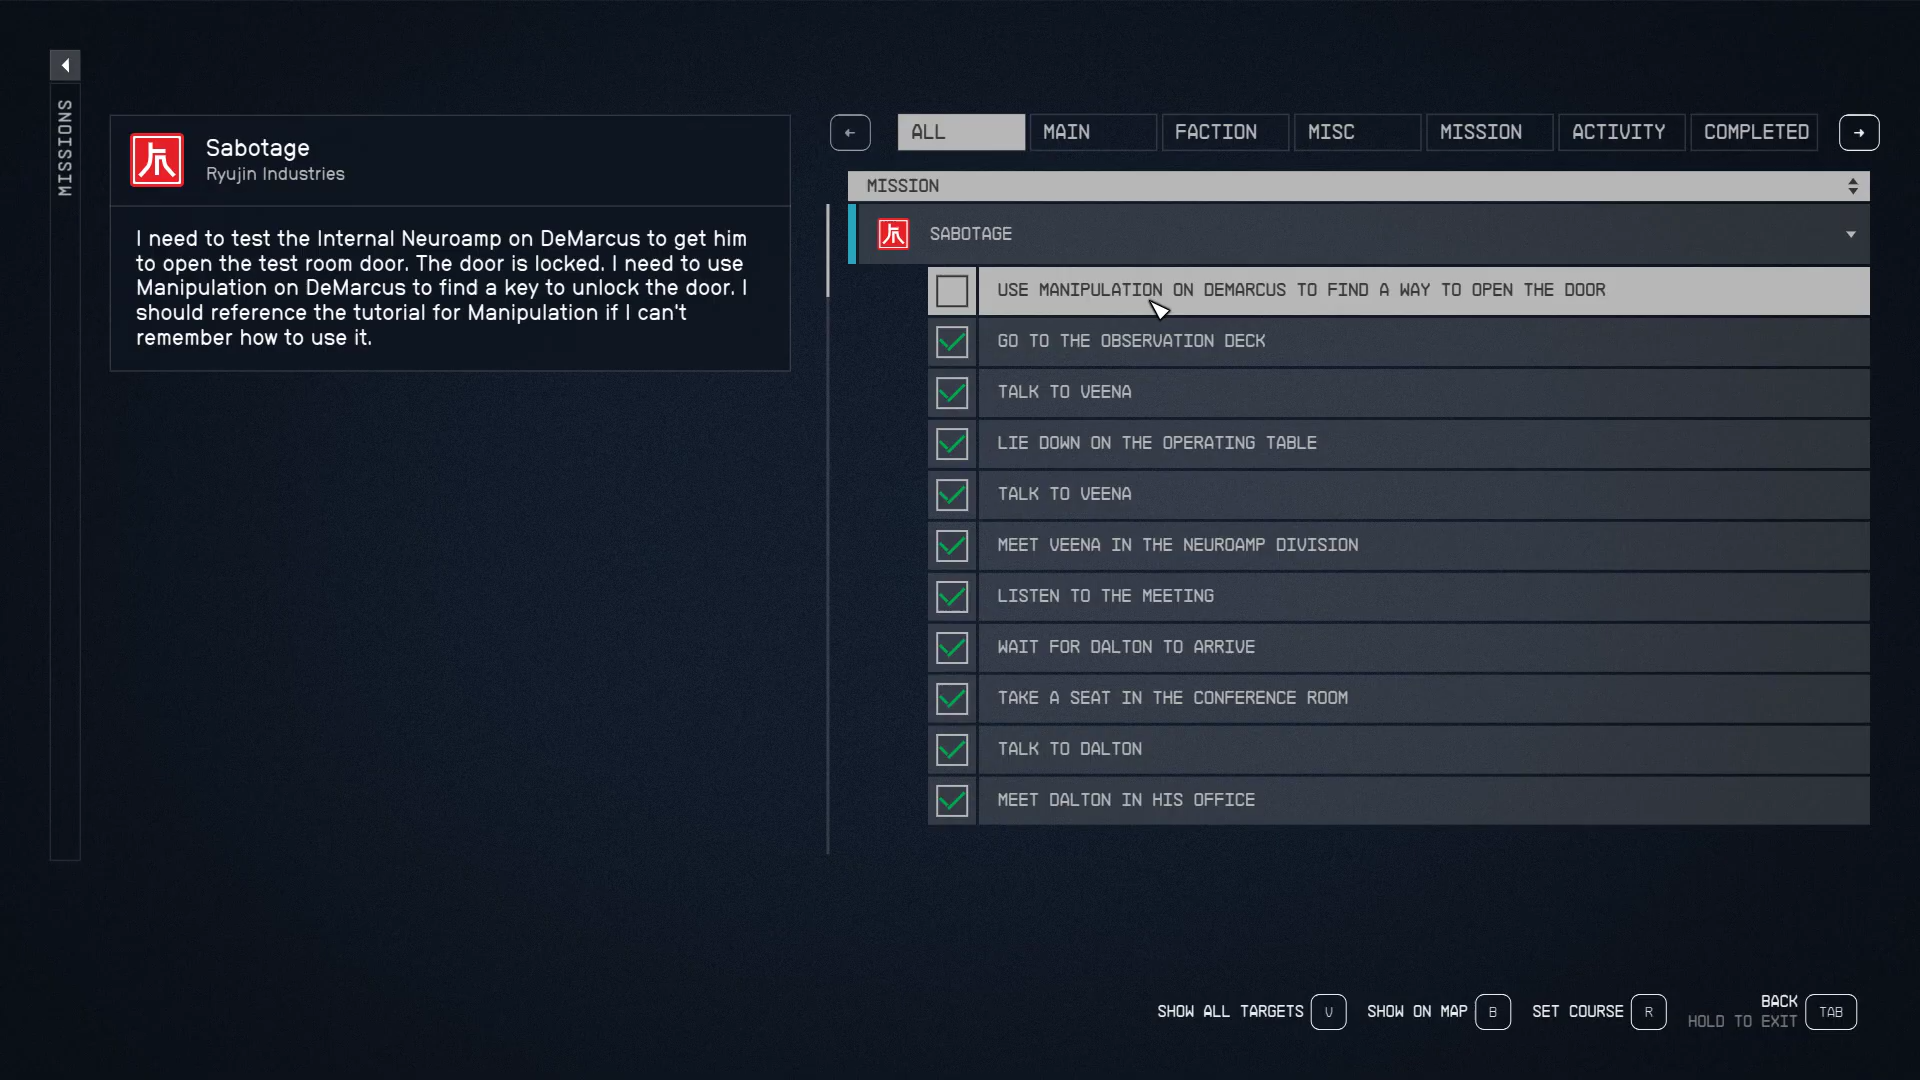 MISSIONS
Sabotage
Ryujin Industries
I need to test the Internal Neuroamp on DeMarcus to get him
to open the test room door. The door is locked. I need to use
Manipulation on DeMarcus to find a key to unlock the door. I
should reference the tutorial for Manipulation if I can't
remember how to use it.
ALL MAIN FACTION MISC MISSION ACTIVITY COMPLETED
MISSION
SABOTAGE
USE MANIPULATION ON DEMARCUS TO FIND A WAY TO OPEN THE DOOR
GO TO THE OBSERVATION DECK
TALK TO VEENA
LIE DOWN ON THE OPERATING TABLE
TALK TO VEENA
MEET VEENA IN THE NEUROAMP DIVISION
LISTEN TO THE MEETING
WAIT FOR DALTON TO ARRIVE
TAKE A SEAT IN THE CONFERENCE ROOM
TALK TO DALTON
MEET DALTON IN HIS OFFICE
SHOW ALL TARGETS V SHOW ON MAP B SET COURSE R BACK TAB
HOLD TO EXIT